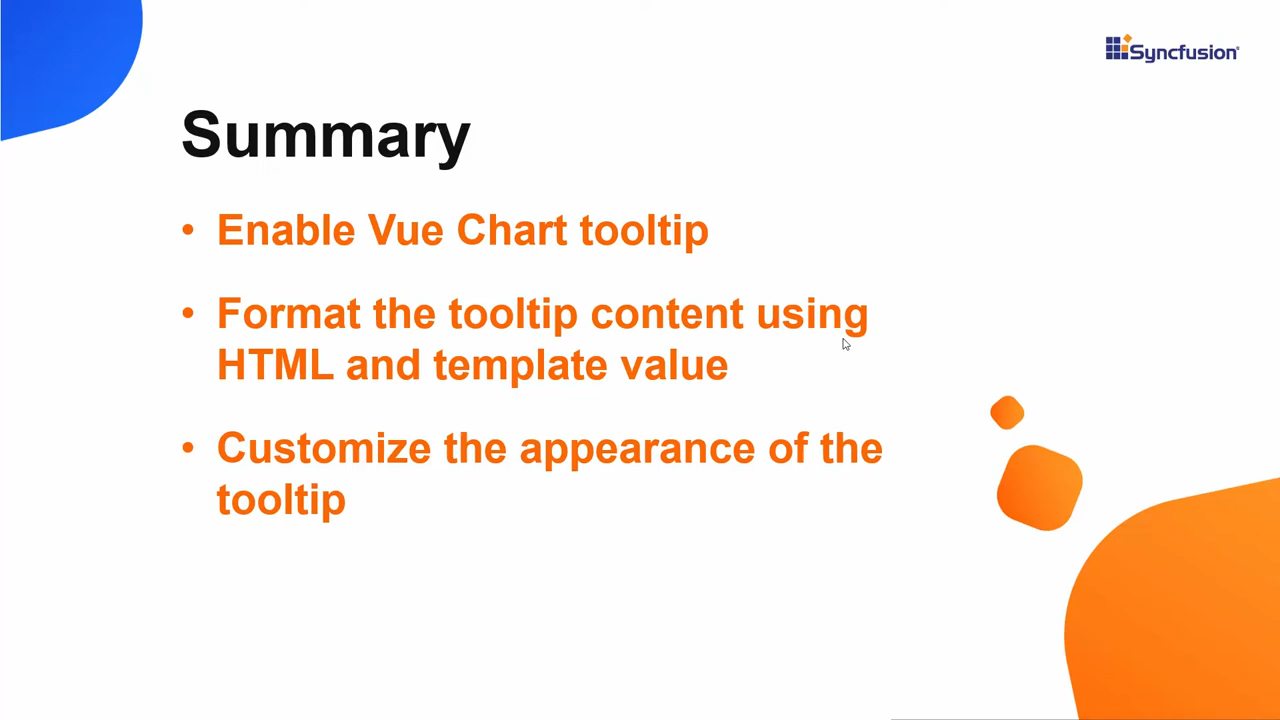 Syncfusion
Summary
• Enable Vue Chart tooltip
• Format the tooltip content using
HTML and template value
• Customize the appearance of the
tooltip